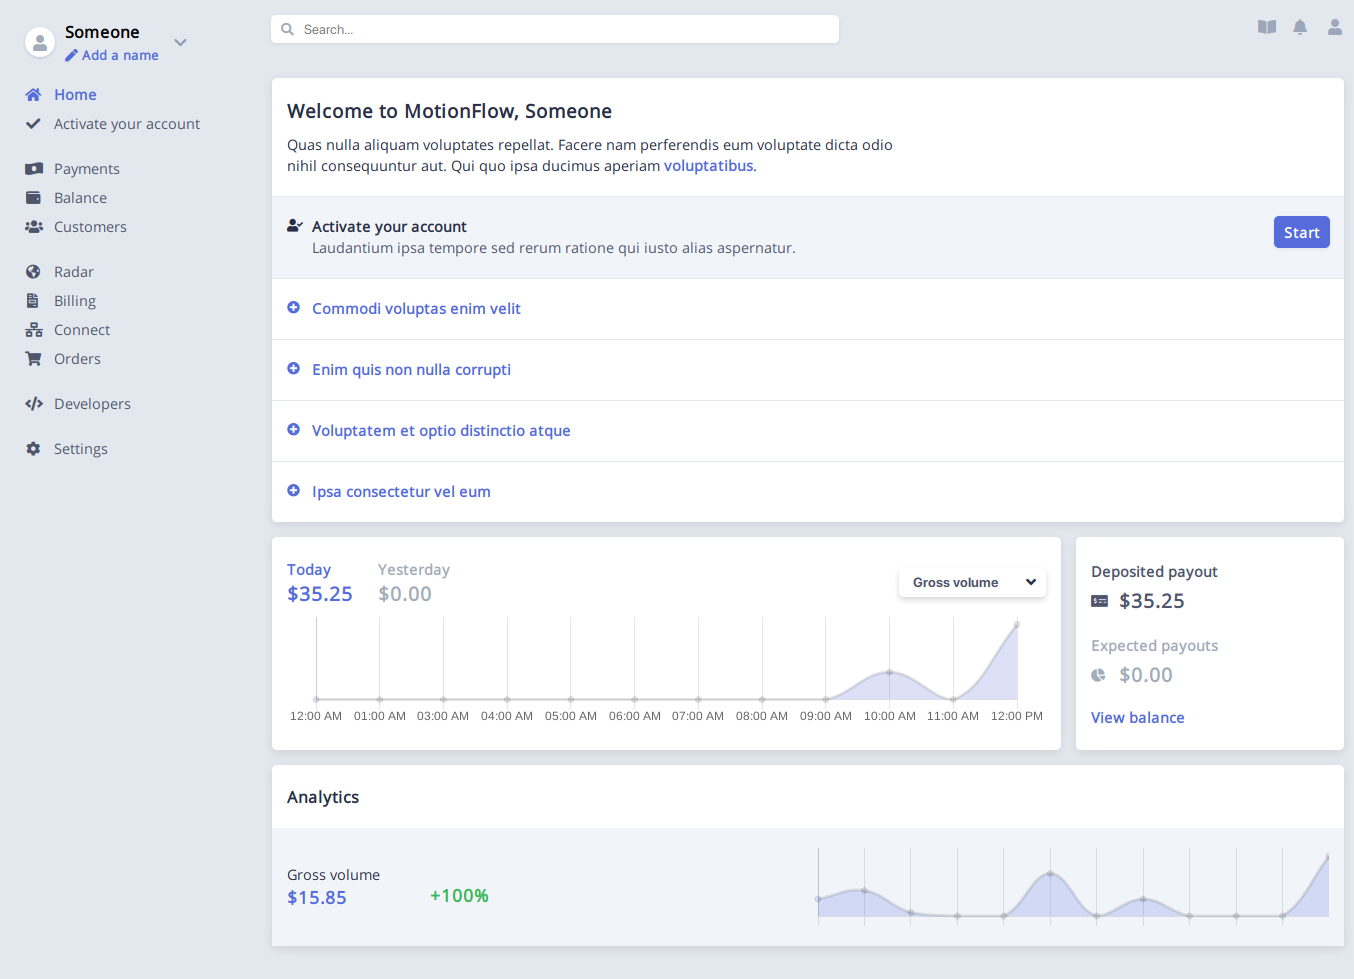 Someone
Add a name
Home
Activate your account
Payments
Balance
Customers
Radar
Billing
Connect
Orders
Developers
Settings
Search...
Welcome to MotionFlow, Someone
Quas nulla aliquam voluptates repellat. Facere nam perferendis eum voluptate dicta odio
nihil consequuntur aut. Qui quo ipsa ducimus aperiam voluptatibus.
Activate your account
Laudantium ipsa tempore sed rerum ratione qui iusto alias aspernatur.
Start
Commodi voluptas enim velit
Enim quis non nulla corrupti
Voluptatem et optio distinctio atque
Ipsa consectetur vel eum
Today Yesterday
$35.25 $0.00
Gross volume
12:00 AM 01:00 AM 03:00 AM 04:00 AM 05:00 AM 06:00 AM 07:00 AM 08:00 AM 09:00 AM 10:00 AM 11:00 AM 12:00 PM
Deposited payout
$35.25
Expected payouts
$0.00
View balance
Analytics
Gross volume
$15.85 +100%